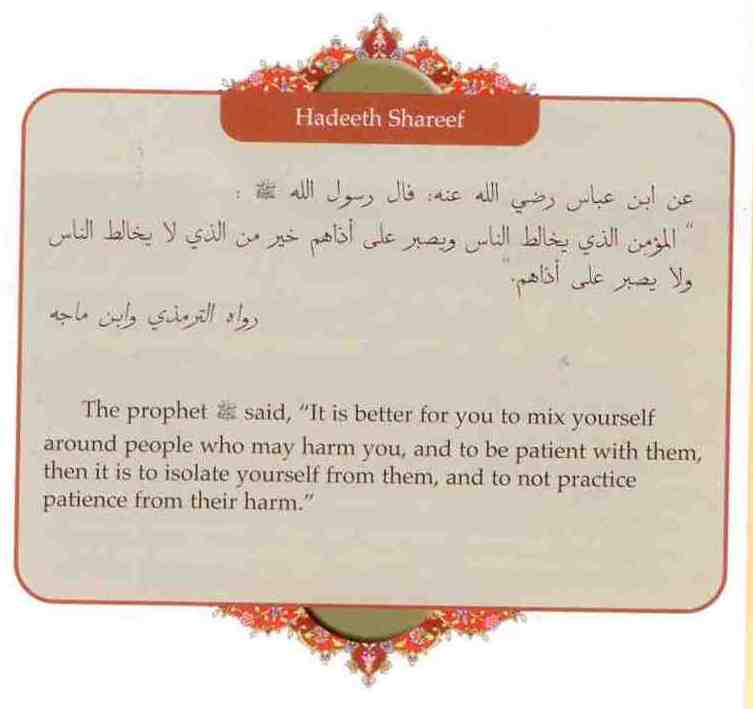 Hadeeth Shareef
عن ابن عباس رضي الله عنه، قال رسول الله ﷺ :
" المؤمن الذي يخالط الناس ويصبر على أذاهم خير من الذي لا يخالط الناس
ولا يصبر على أذاهم."
رواه الترمذي وابن ماجه
The prophet ﷺ said, “It is better for you to mix yourself
around people who may harm you, and to be patient with them,
then it is to isolate yourself from them, and to not practice
patience from their harm.”